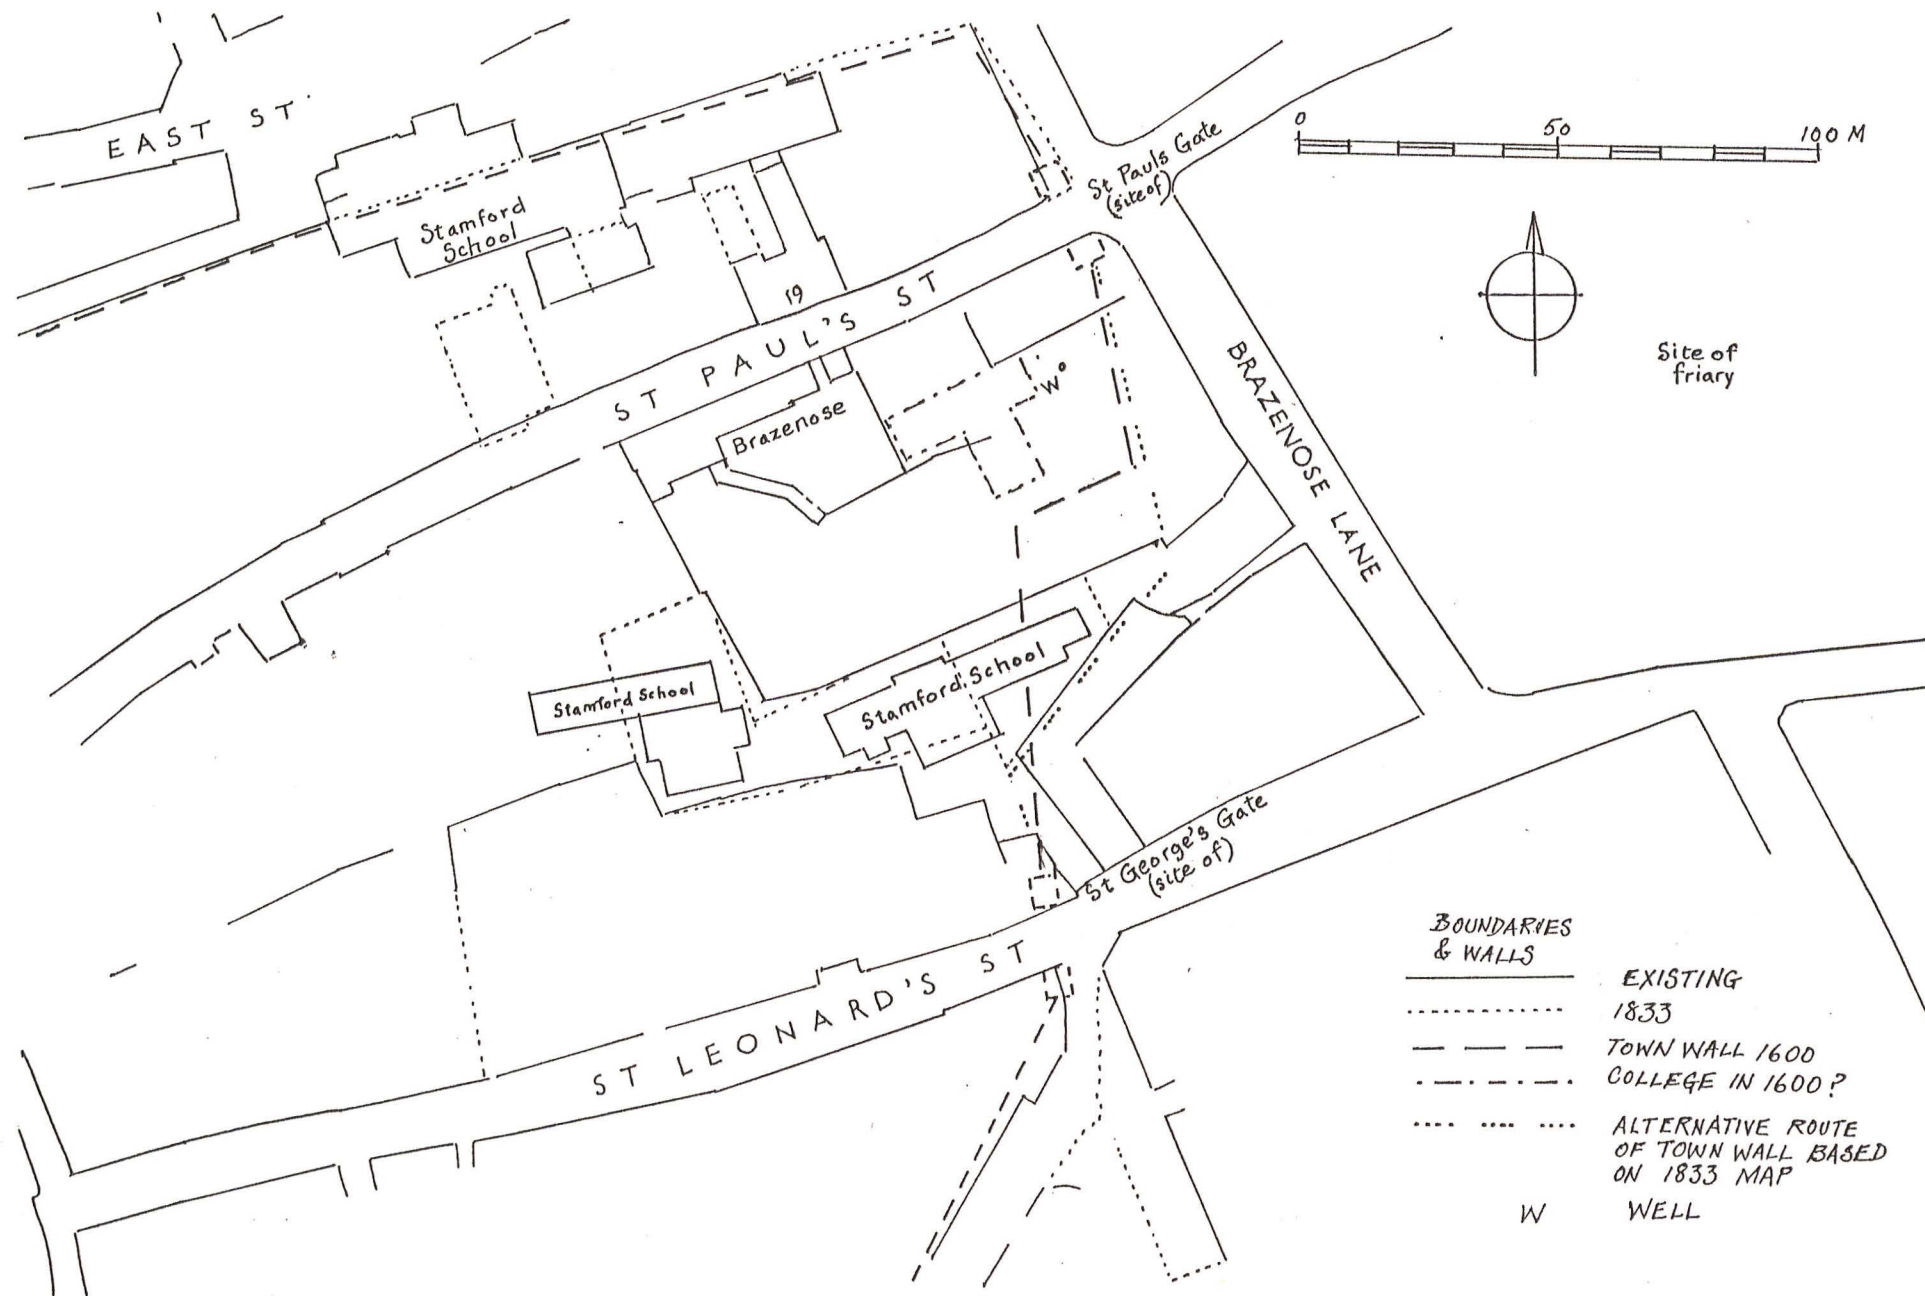 EAST ST
Stamford
School
St Pauls Gate
(site of)
0 50 100 M
19
ST PAUL'S ST
Site of
friary
W
Brazenose
BRAZENOSE LANE
Stamford School
Stamford School
St George's Gate
(site of)
ST LEONARD'S ST
BOUNDARIES
& WALLS
EXISTING
1833
TOWN WALL 1600
COLLEGE IN 1600?
ALTERNATIVE ROUTE
OF TOWN WALL BASED
ON 1833 MAP
W WELL